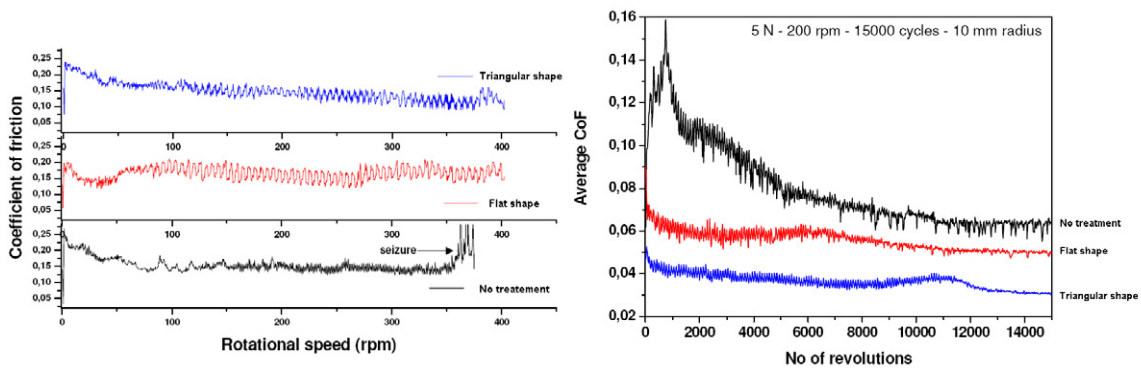 Coefficient of friction
0,25
0,20
0,15
0,10
0,05
Triangular shape
0 100 200 300 400
0,20
0,15
0,10
0,05
Flat shape
0 100 200 300 400
0,25
0,20
0,15
0,10
0,05
seizure
No treatement
0 100 200 300 400
Rotational speed (rpm)
Average CoF
0,16
0,14
0,12
0,10
0,08
0,06
0,04
0,02
5 N - 200 rpm - 15000 cycles - 10 mm radius
No treatment
Flat shape
Triangular shape
0 2000 4000 6000 8000 10000 12000 14000
No of revolutions